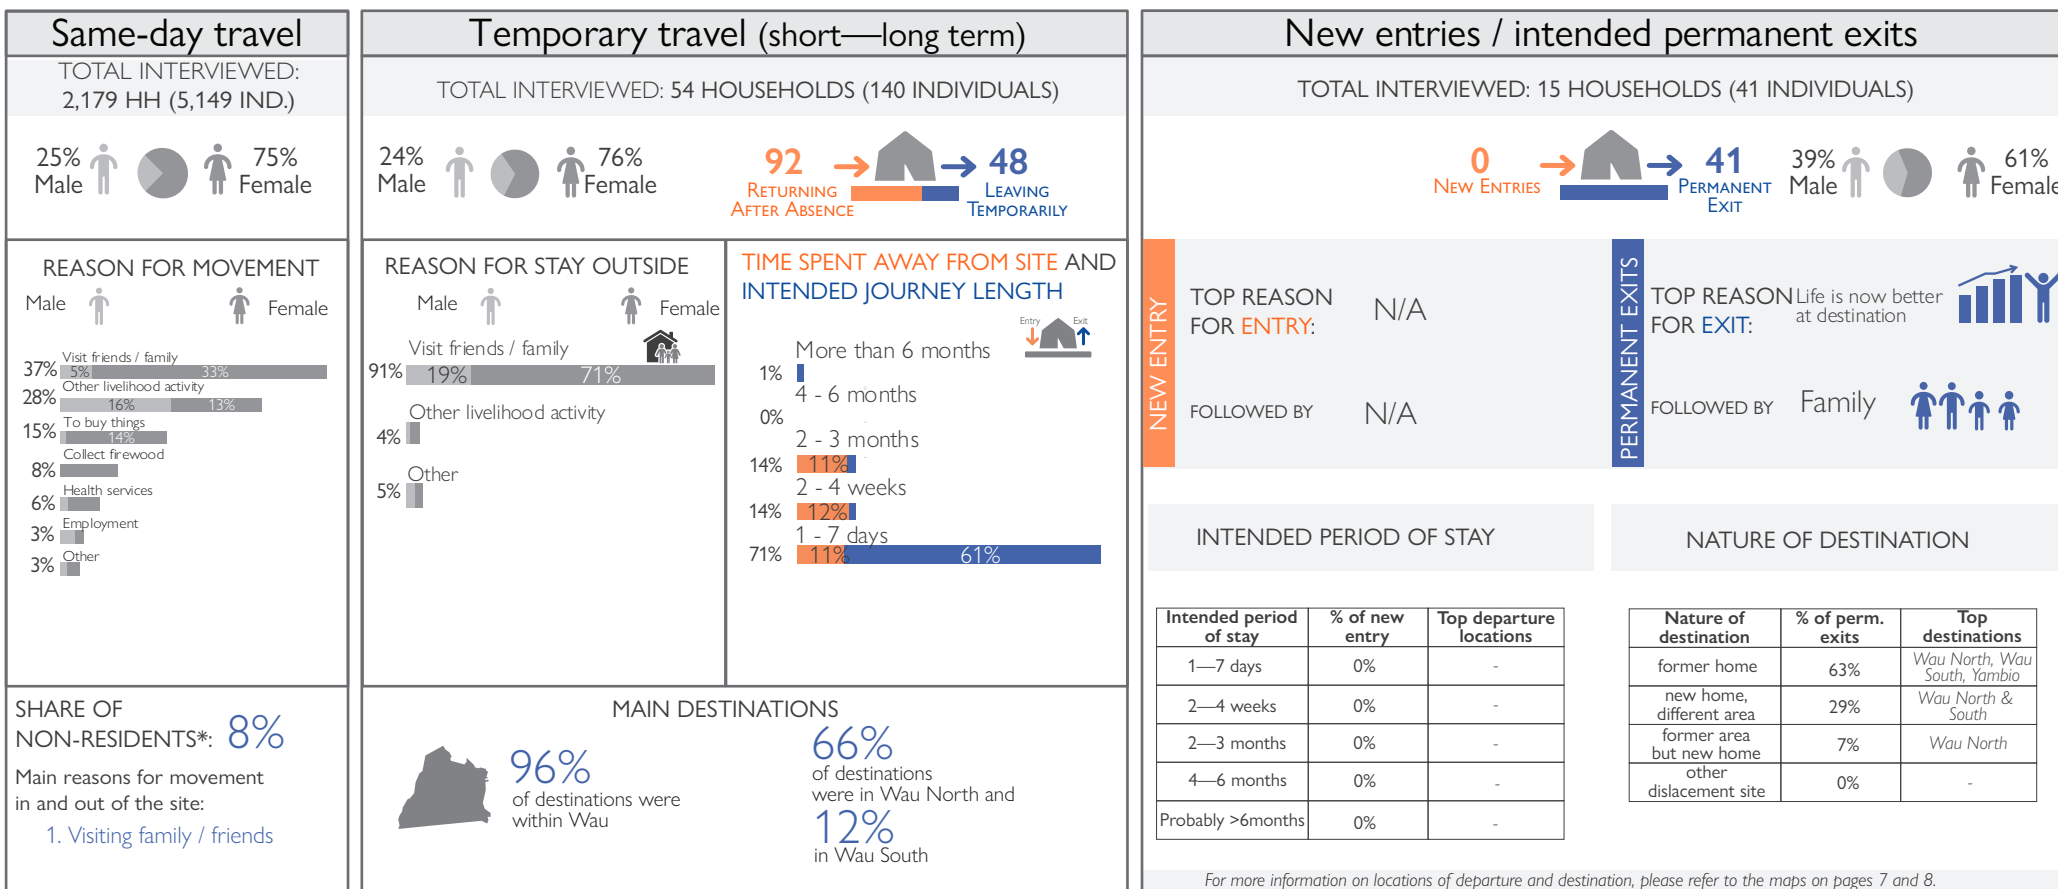 Same-day travel
TOTAL INTERVIEWED:
2,179 HH (5,149 IND.)
25%
Male
75%
Female
REASON FOR MOVEMENT
Male
Female
Visit friends / family
37%
5%
33%
Other livelihood activity
28%
16%
13%
To buy things
15%
14%
Collect firewood
8%
Health services
6%
Employment
3%
Other
3%
SHARE OF
NON-RESIDENTS*: 8%
Main reasons for movement
in and out of the site:
1. Visiting family / friends
Temporary travel (short—long term)
TOTAL INTERVIEWED: 54 HOUSEHOLDS (140 INDIVIDUALS)
24%
Male
76%
Female
92
RETURNING
AFTER ABSENCE
48
LEAVING
TEMPORARILY
REASON FOR STAY OUTSIDE
Male
Female
Visit friends / family
91%
19%
71%
Other livelihood activity
4%
Other
5%
TIME SPENT AWAY FROM SITE AND
INTENDED JOURNEY LENGTH
Entry
Exit
More than 6 months
1%
4 - 6 months
0%
2 - 3 months
14%
11%
2 - 4 weeks
14%
12%
1 - 7 days
71%
11%
61%
MAIN DESTINATIONS
96%
of destinations were
within Wau
66%
of destinations
were in Wau North and
12%
in Wau South
New entries / intended permanent exits
TOTAL INTERVIEWED: 15 HOUSEHOLDS (41 INDIVIDUALS)
0
NEW ENTRIES
41
PERMANENT
EXIT
39%
Male
61%
Female
NEW ENTRY
TOP REASON
FOR ENTRY:
N/A
FOLLOWED BY
N/A
PERMANENT EXITS
TOP REASON
FOR EXIT:
Life is now better
at destination
FOLLOWED BY
Family
INTENDED PERIOD OF STAY
Intended period
of stay
% of new
entry
Top departure
locations
1—7 days
0%
-
2—4 weeks
0%
-
2—3 months
0%
-
4—6 months
0%
-
Probably >6months
0%
-
NATURE OF DESTINATION
Nature of
destination
% of perm.
exits
Top
destinations
former home
63%
Wau North, Wau
South, Yambio
new home,
different area
29%
Wau North &
South
former area
but new home
7%
Wau North
other
dislacement site
0%
-
For more information on locations of departure and destination, please refer to the maps on pages 7 and 8.